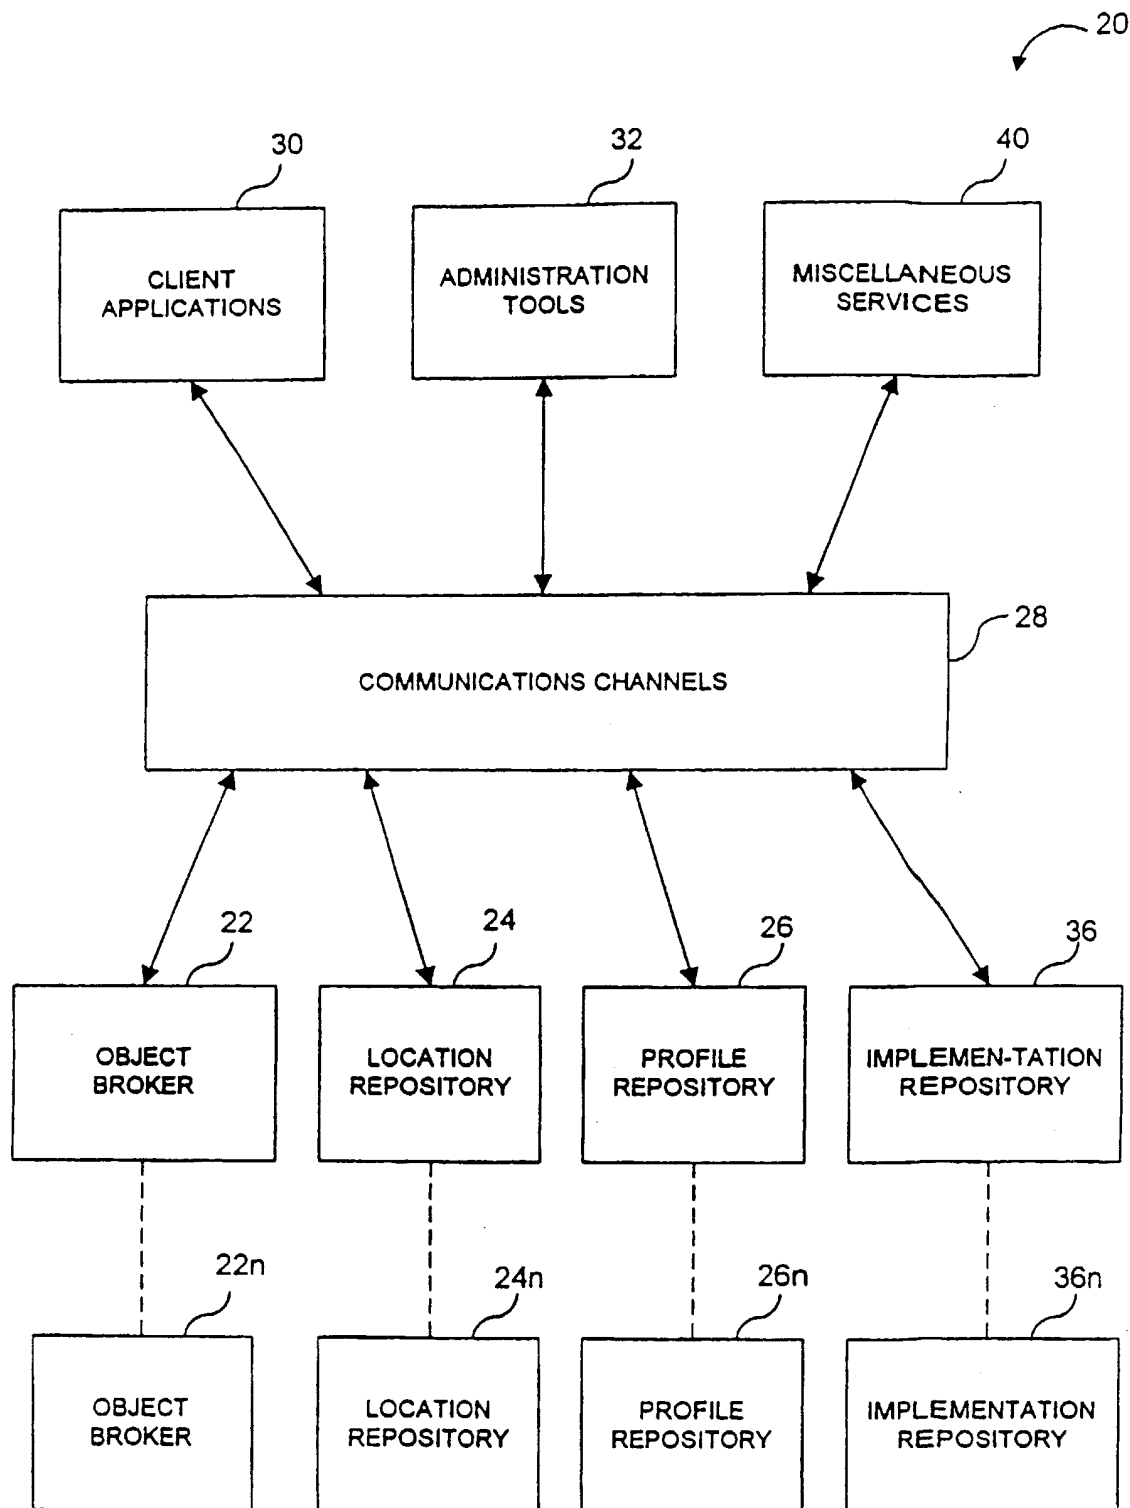 20
30
32
40
CLIENT
APPLICATIONS
ADMINISTRATION
TOOLS
MISCELLANEOUS
SERVICES
28
COMMUNICATIONS CHANNELS
22
24
26
36
OBJECT
BROKER
LOCATION
REPOSITORY
PROFILE
REPOSITORY
IMPLEMEN-TATION
REPOSITORY
22n
24n
26n
36n
OBJECT
BROKER
LOCATION
REPOSITORY
PROFILE
REPOSITORY
IMPLEMENTATION
REPOSITORY